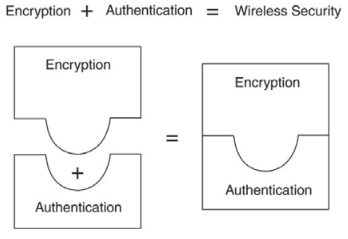 Encryption + Authentication = Wireless Security
Encryption
+
Authentication
=
Encryption
Authentication